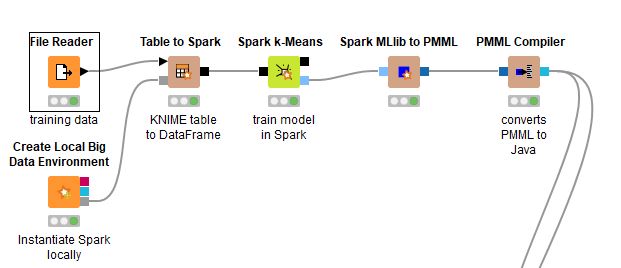 File Reader
Table to Spark
Spark k-Means
Spark MLlib to PMML
PMML Compiler
training data
KNIME table
to DataFrame
train model
in Spark
converts
PMML to
Java
Create Local Big
Data Environment
Instantiate Spark
locally